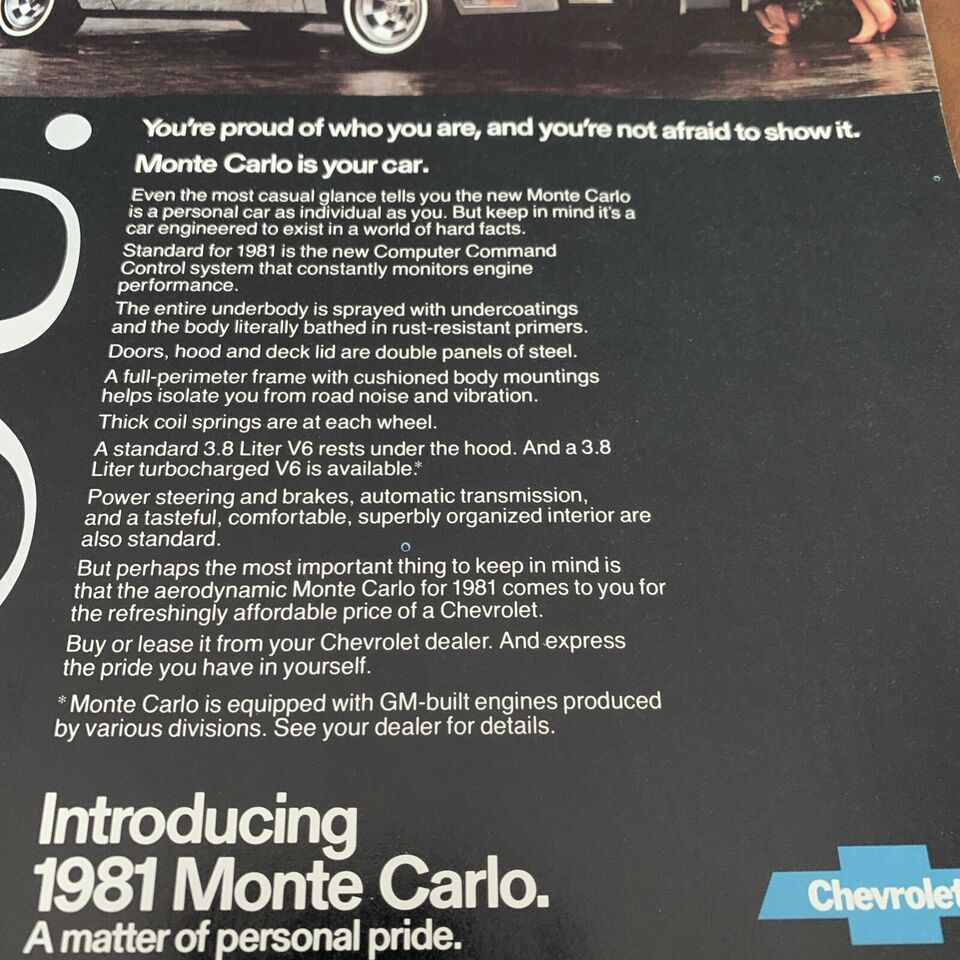 You're proud of who you are, and you're not afraid to show it.
Monte Carlo is your car.
Even the most casual glance tells you the new Monte Carlo
is a personal car as individual as you. But keep in mind it's a
car engineered to exist in a world of hard facts.
Standard for 1981 is the new Computer Command
Control system that constantly monitors engine
performance.
The entire underbody is sprayed with undercoatings
and the body literally bathed in rust-resistant primers.
Doors, hood and deck lid are double panels of steel.
A full-perimeter frame with cushioned body mountings
helps isolate you from road noise and vibration.
Thick coil springs are at each wheel.
A standard 3.8 Liter V6 rests under the hood. And a 3.8
Liter turbocharged V6 is available.*
Power steering and brakes, automatic transmission,
and a tasteful, comfortable, superbly organized interior are
also standard.
But perhaps the most important thing to keep in mind is
that the aerodynamic Monte Carlo for 1981 comes to you for
the refreshingly affordable price of a Chevrolet.
Buy or lease it from your Chevrolet dealer. And express
the pride you have in yourself.
*Monte Carlo is equipped with GM-built engines produced
by various divisions. See your dealer for details.
Introducing
1981 Monte Carlo.
A matter of personal pride.
Chevrolet